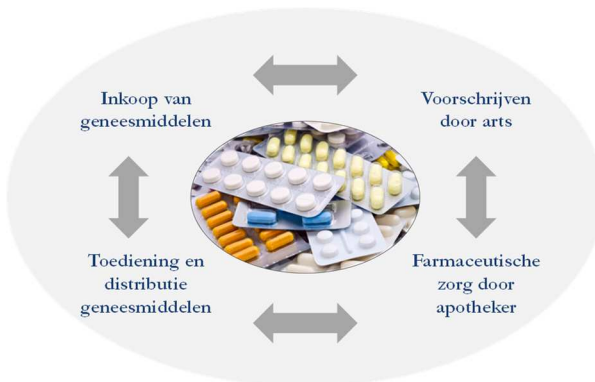 Inkoop van
geneesmiddelen
Voorschrijven
door arts
Toediening en
distributie
geneesmiddelen
Farmaceutische
zorg door
apotheker